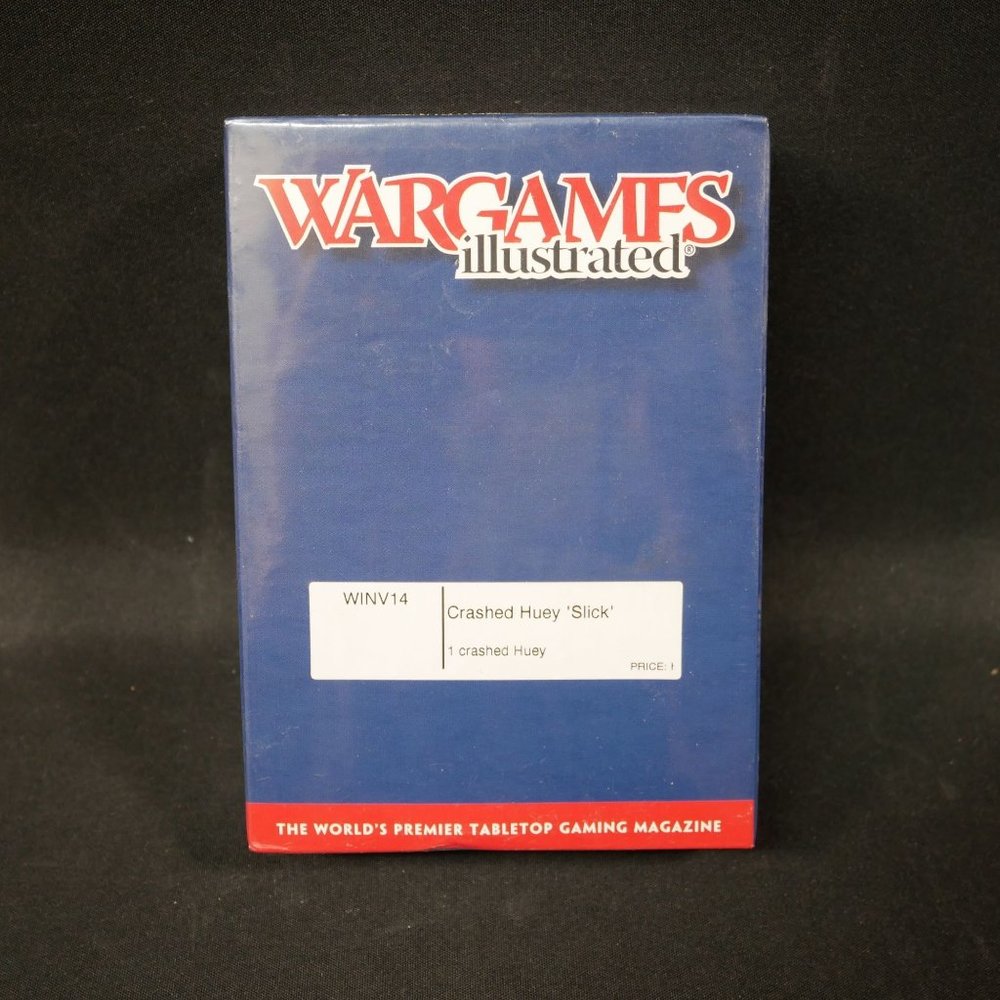 WARGAMES
illustrated®
WINV14
Crashed Huey 'Slick'
1 crashed Huey
PRICE:
THE WORLD'S PREMIER TABLETOP GAMING MAGAZINE